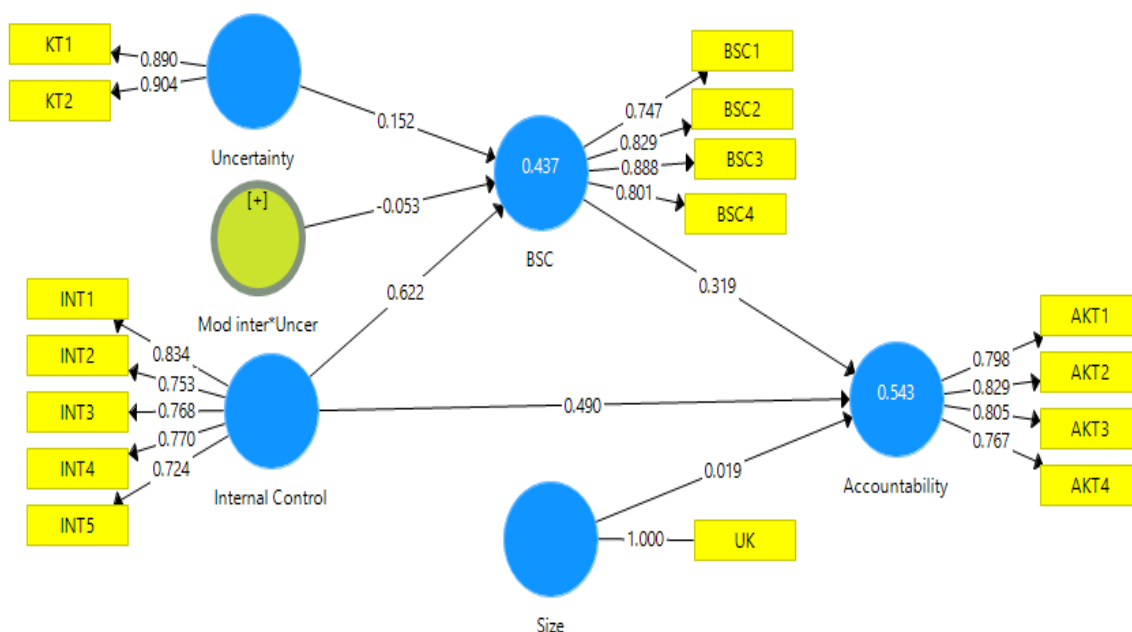 KT1
0.890
KT2
0.904
Uncertainty
0.152
[+]
Mod inter*Uncer
-0.053
BSC1
0.747
BSC2
0.829
BSC3
0.888
BSC4
0.801
0.437
BSC
0.622
0.319
INT1
0.834
INT2
0.753
INT3
0.768
INT4
0.770
INT5
0.724
Internal Control
0.490
AKT1
0.798
AKT2
0.829
AKT3
0.805
AKT4
0.767
0.543
Accountability
0.019
1.000
UK
Size